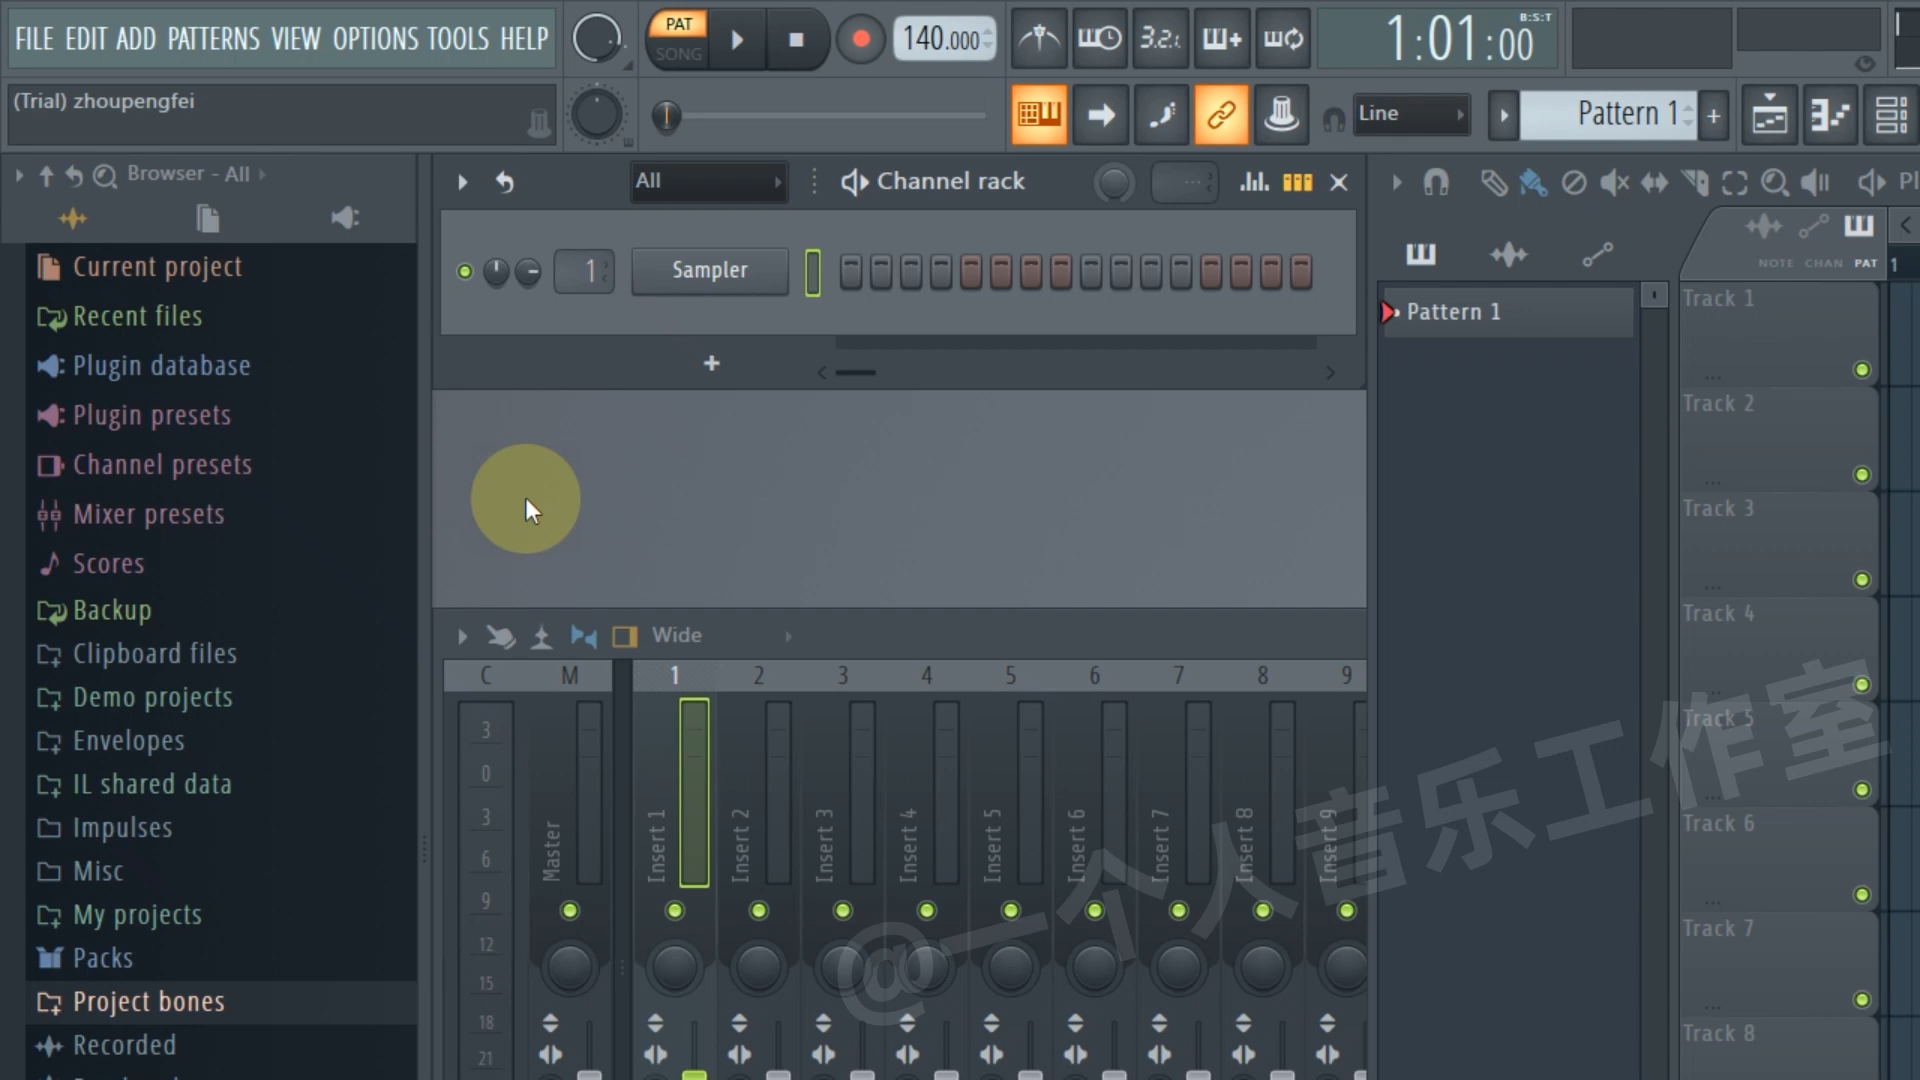 FILE EDIT ADD PATTERNS VIEW OPTIONS TOOLS HELP
PAT
SONG
140.000
3.2.
1:01:00
B:S:T
(Trial) zhoupengfei
Line
Pattern 1
+
Browser - All
All
Channel rack
Current project
Recent files
Plugin database
Plugin presets
Channel presets
Mixer presets
Scores
Backup
Clipboard files
Demo projects
Envelopes
IL shared data
Impulses
Misc
My projects
Packs
Project bones
Recorded
1
Sampler
+
Wide
C M 1 2 3 4 5 6 7 8 9
3
0
3
6
9
12
15
18
21
Master
Insert 1
Insert 2
Insert 3
Insert 4
Insert 5
Insert 6
Insert 7
Insert 8
Insert 9
NOTE CHAN PAT
1
Pattern 1
Track 1
Track 2
Track 3
Track 4
Track 5
Track 6
Track 7
Track 8
@一个人音乐工作室